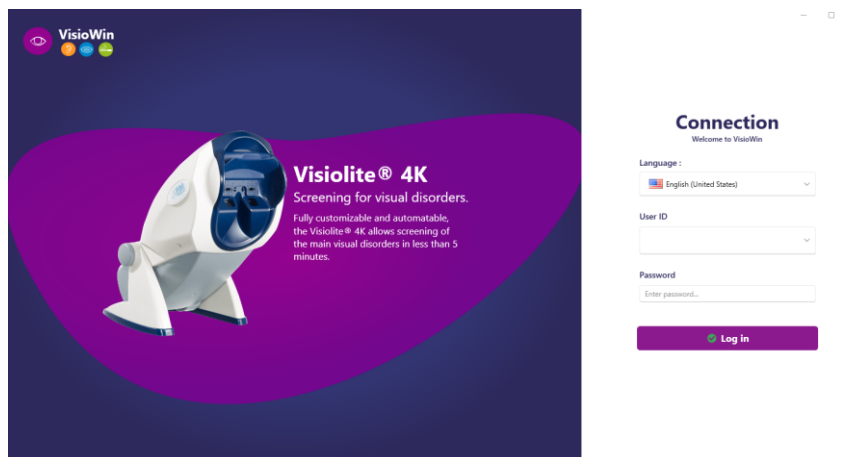 VisioWin
Visiolite® 4K
Screening for visual disorders.
Fully customizable and automatable,
the Visiolite® 4K allows screening of
the main visual disorders in less than 5
minutes.
Connection
Welcome to VisioWin
Language :
English (United States)
User ID
Password
Enter password...
Log in